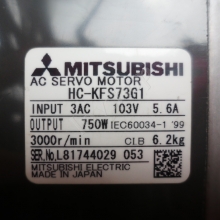 MITSUBISHI
AC SERVO MOTOR
HC-KFS73G1
INPUT 3AC 103V 5.6A
OUTPUT 750W IEC60034-1 '99
3000r/min CI.B 6.2kg
SER.No.L81744029 053
MITSUBISHI ELECTRIC
MADE IN JAPAN